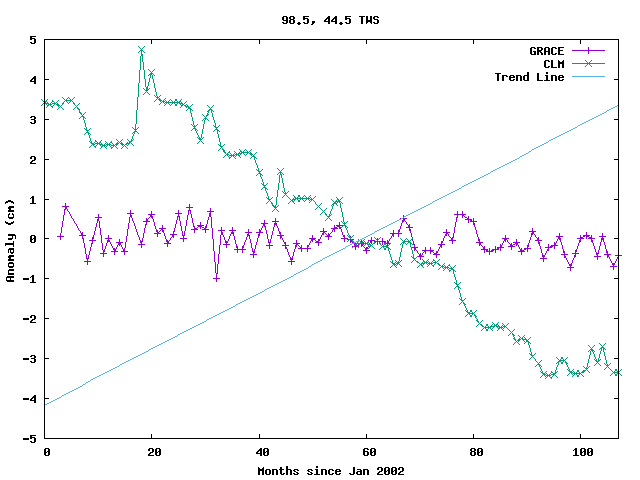 98.5, 44.5 TWS
GRACE
CLM
Trend Line
5
4
3
2
1
0
-1
-2
-3
-4
-5
Anomaly (cm)
0 20 40 60 80 100
Months since Jan 2002